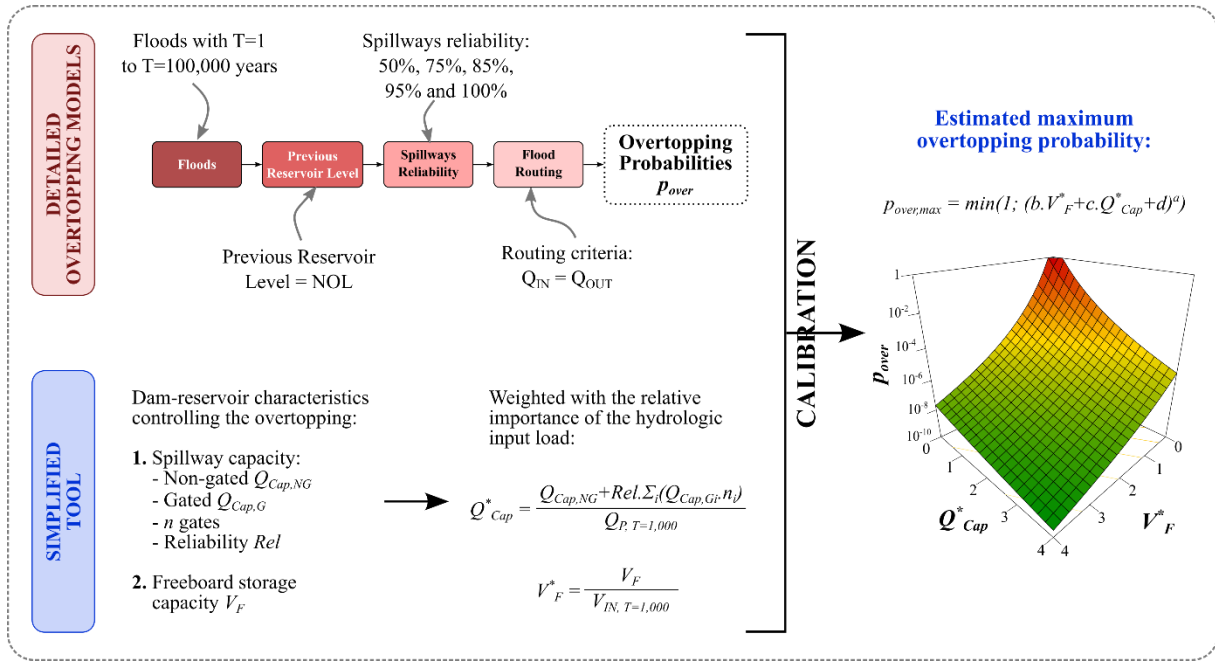 DETAILED
OVERTOPPING MODELS
Floods with T=1
to T=100,000 years
Spillways reliability:
50%, 75%, 85%,
95% and 100%
Floods
Previous
Reservoir Level
Spillways
Reliability
Flood
Routing
Overtopping
Probabilities
p_over
Previous Reservoir
Level = NOL
Routing criteria:
Q_IN = Q_OUT
SIMPLIFIED
TOOL
Dam-reservoir characteristics
controlling the overtopping:
1. Spillway capacity:
- Non-gated Q_Cap,NG
- Gated Q_Cap,G
- n gates
- Reliability Rel
2. Freeboard storage
capacity V_F
Weighted with the relative
importance of the hydrologic
input load:
Q*_Cap = (Q_Cap,NG+Rel.Σ_i(Q_Cap,Gi.n_i)) / Q_P, T=1,000
V*_F = V_F / V_IN, T=1,000
CALIBRATION
Estimated maximum
overtopping probability:
p_over,max = min(1; (b.V*_F+c.Q*_Cap+d)^a)
p_over
1
10^-2
10^-4
10^-6
10^-8
10^-10
0
1
2
3
4
Q*_Cap
0
1
2
3
4
V*_F